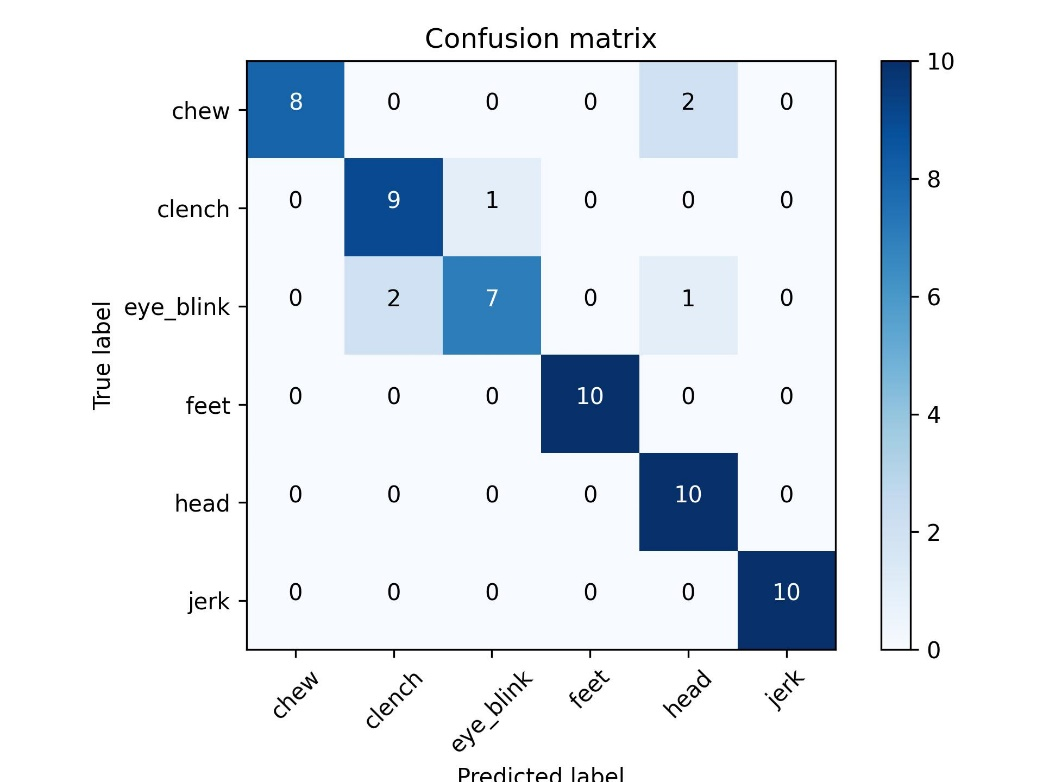 Confusion matrix
10
chew 8 0 0 0 2 0
8
clench 0 9 1 0 0 0
eye_blink 0 2 7 0 1 0
6
True label
feet 0 0 0 10 0 0
4
head 0 0 0 0 10 0
2
jerk 0 0 0 0 0 10
0
chew clench eye_blink feet head jerk
Predicted label